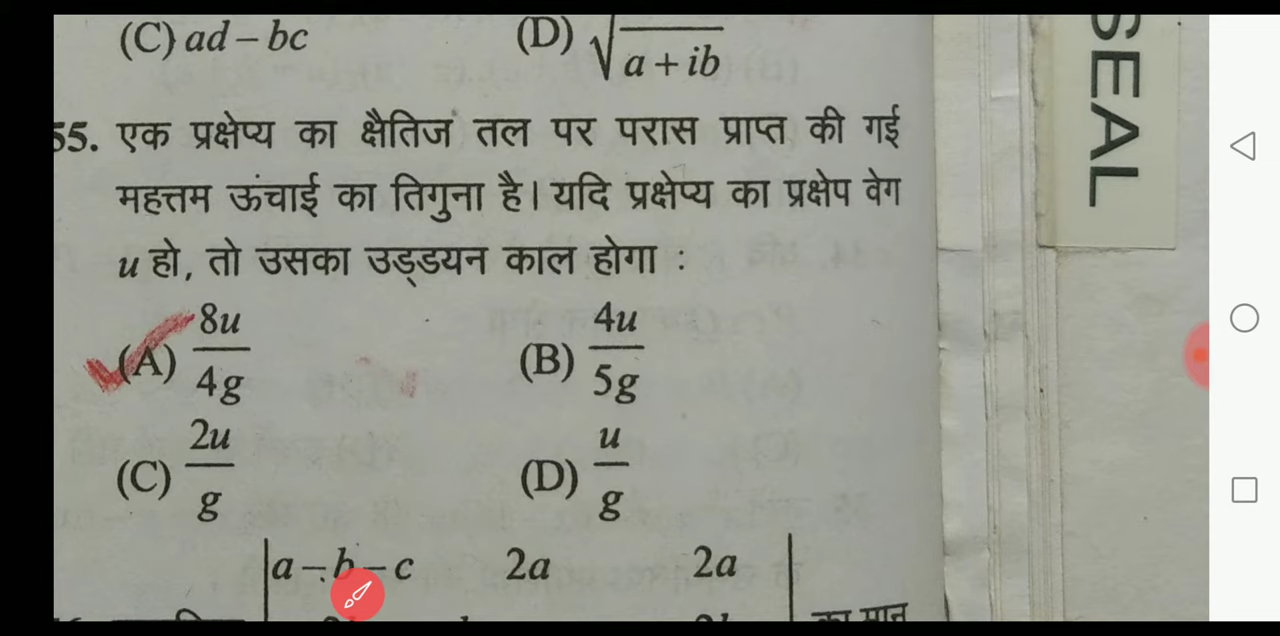 (C) ad – bc (D) √a + ib
SEAL
55. एक प्रक्षेप्य का क्षैतिज तल पर परास प्राप्त की गई
महत्तम ऊंचाई का तिगुना है। यदि प्रक्षेप्य का प्रक्षेप वेग
u हो, तो उसका उड्डयन काल होगा :
(A) 8u/4g (B) 4u/5g
(C) 2u/g (D) u/g
a – b – c 2a 2a
का मान